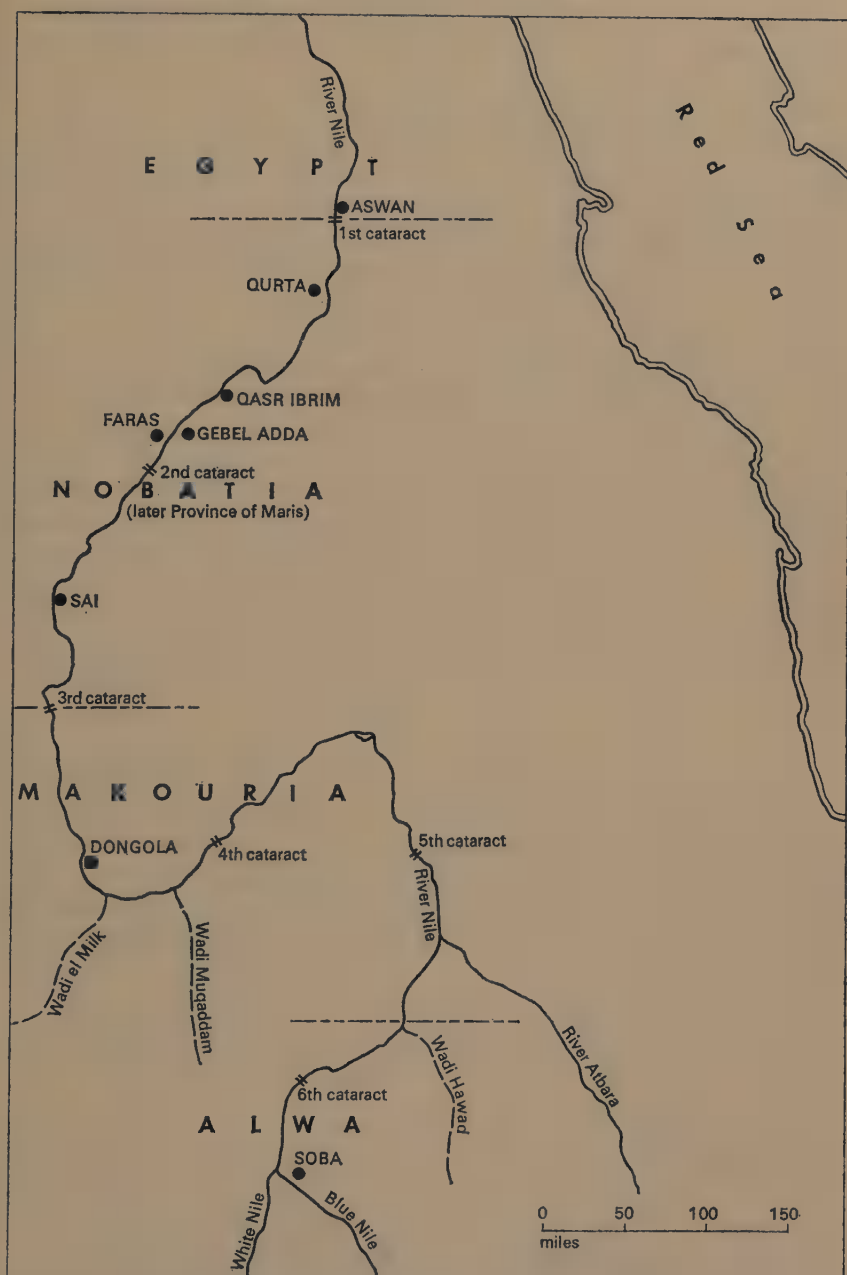 River Nile
Red Sea
EGYPT
ASWAN
1st cataract
QURTA
QASR IBRIM
FARAS
GEBEL ADDA
2nd cataract
NOBATIA
(later Province of Maris)
SAI
3rd cataract
MAKOURIA
DONGOLA
4th cataract
5th cataract
River Nile
Wadi el Milk
Wadi Muqaddam
Wadi Hawad
River Atbara
6th cataract
ALWA
SOBA
White Nile
Blue Nile
0 50 100 150
miles